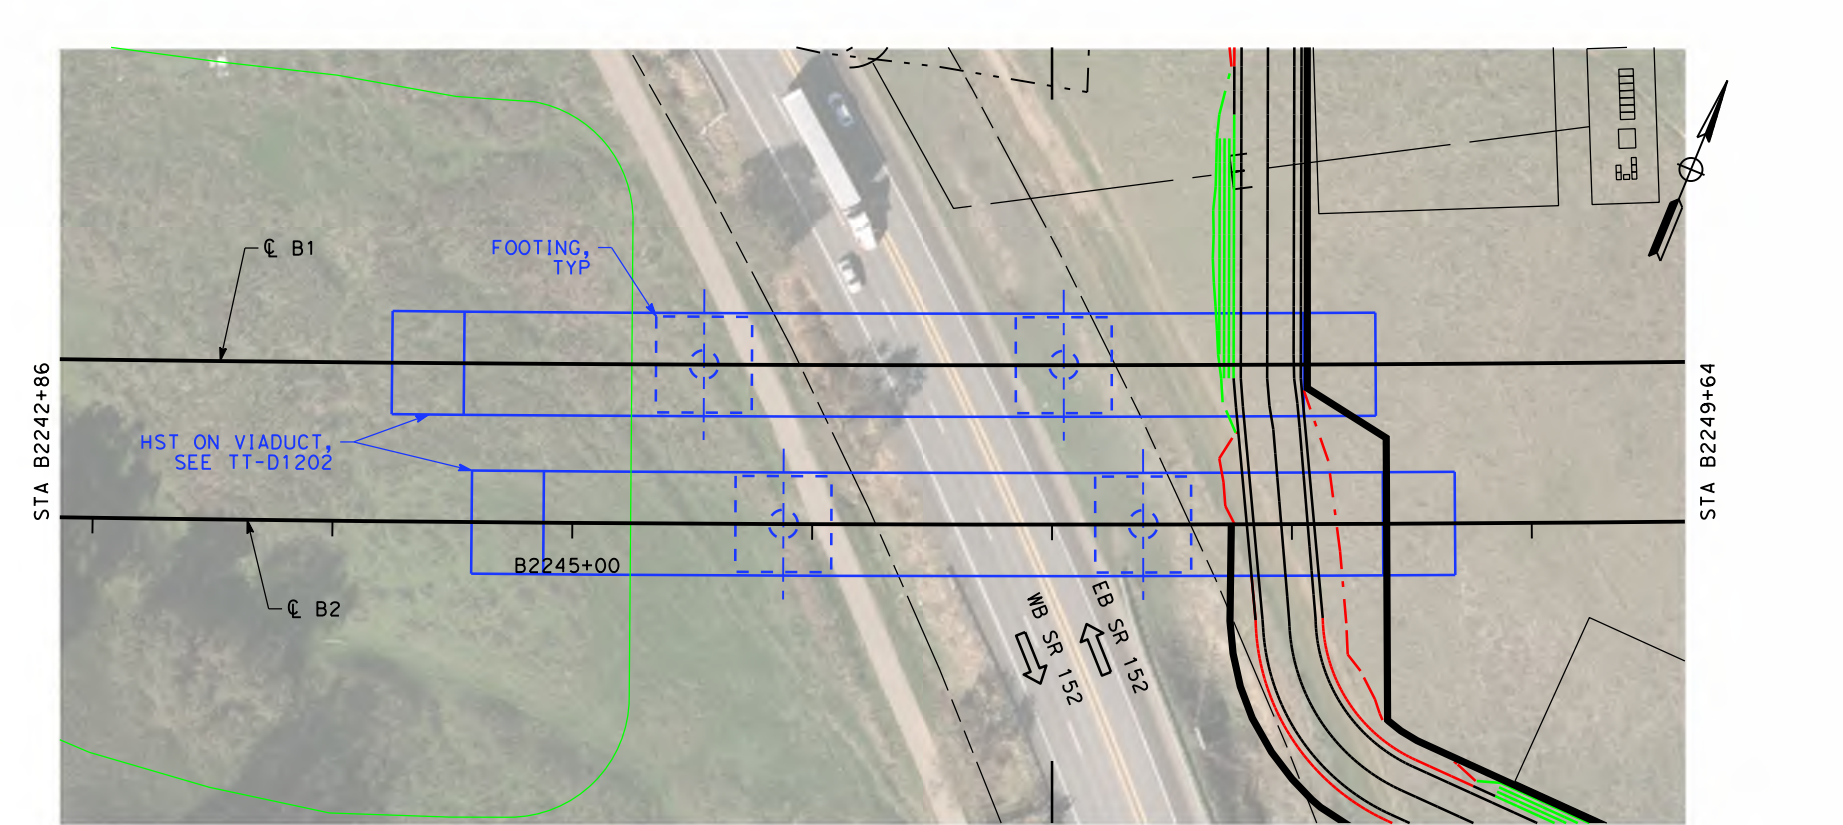 ℄ B1
FOOTING,
TYP
STA B2242+86
STA B2249+64
HST ON VIADUCT,
SEE TT-D1202
B2245+00
℄ B2
WB SR 152
EB SR 152